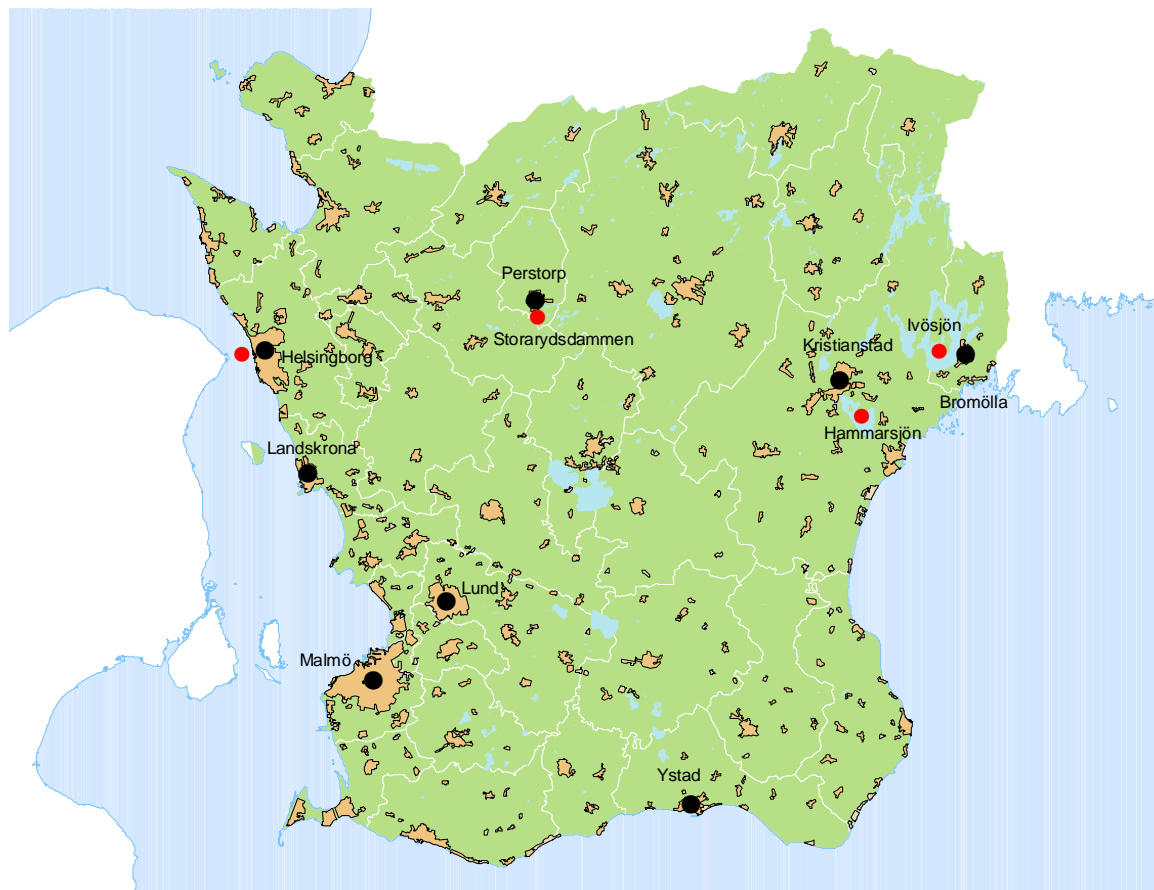 Perstorp
Storarydsdammen
Ivösjön
Kristianstad
Helsingborg
Bromölla
Hammarsjön
Landskrona
Lund
Malmö
Ystad